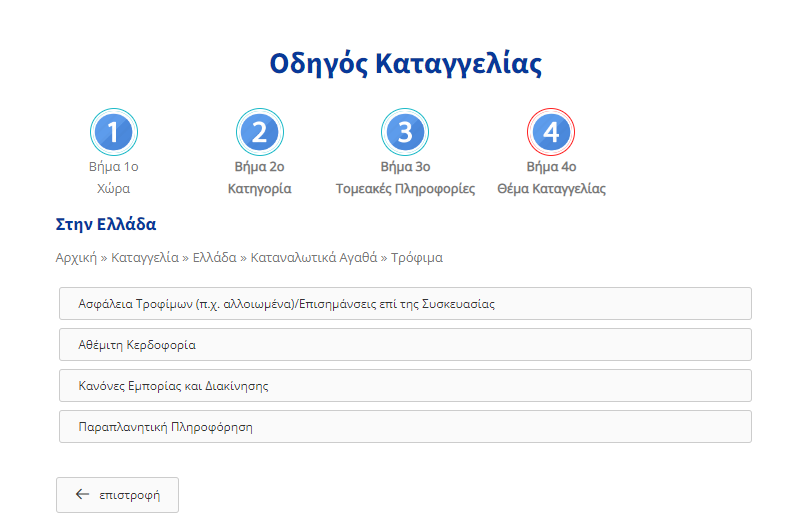 Οδηγός Καταγγελίας
1 2 3 4
Βήμα 1ο Βήμα 2ο Βήμα 3ο Βήμα 4ο
Χώρα Κατηγορία Τομεακές Πληροφορίες Θέμα Καταγγελίας
Στην Ελλάδα
Αρχική » Καταγγελία » Ελλάδα » Καταναλωτικά Αγαθά » Τρόφιμα
Ασφάλεια Τροφίμων (π.χ. αλλοιωμένα)/Επισημάνσεις επί της Συσκευασίας
Αθέμιτη Κερδοφορία
Κανόνες Εμπορίας και Διακίνησης
Παραπλανητική Πληροφόρηση
← επιστροφή